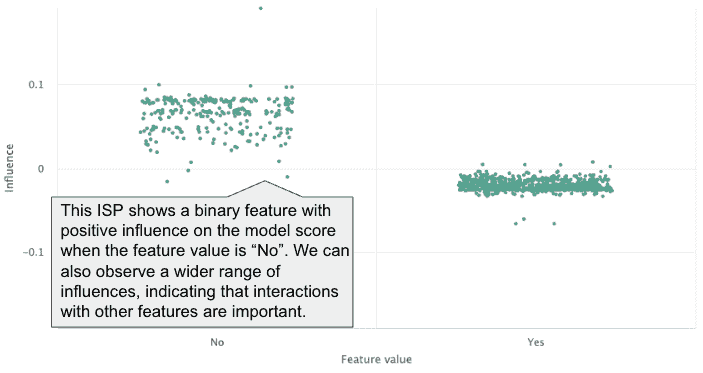 0.1
0
-0.1
Influence
This ISP shows a binary feature with
positive influence on the model score
when the feature value is “No”. We can
also observe a wider range of
influences, indicating that interactions
with other features are important.
No
Yes
Feature value